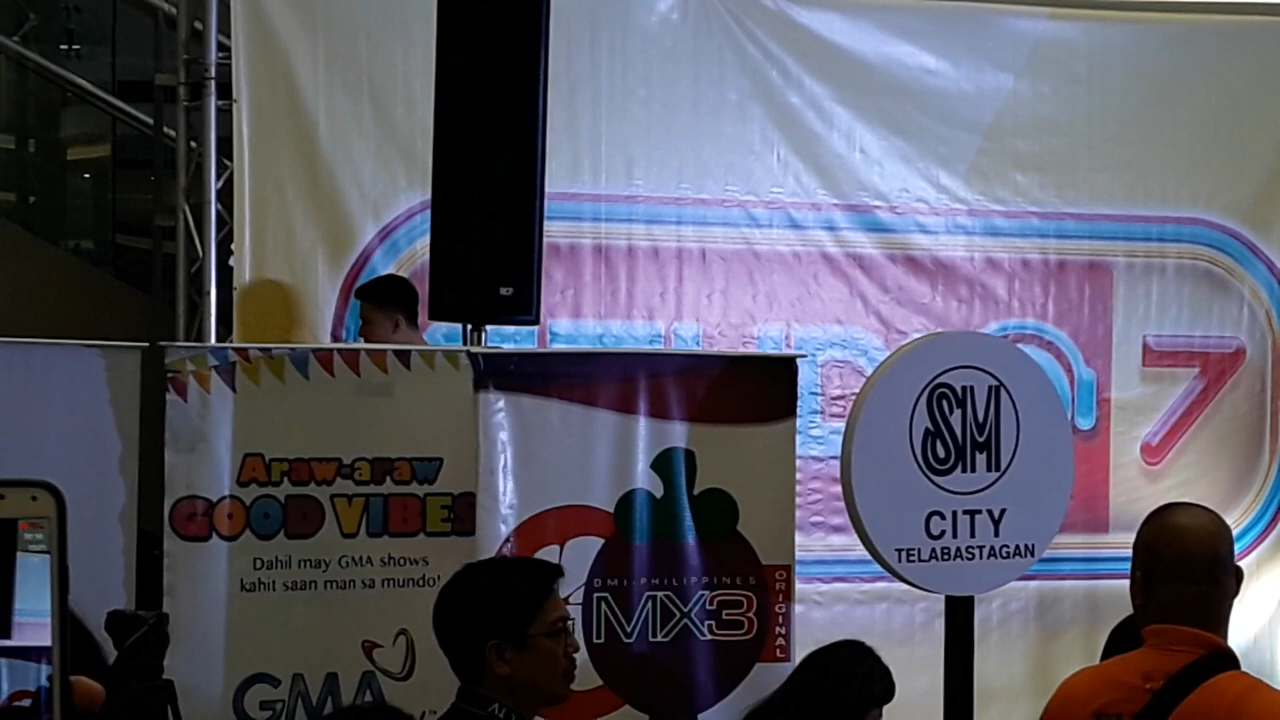 RCF
7
SM
CITY
TELABASTAGAN
Araw-araw
GOOD VIBES
Dahil may GMA shows
kahit saan man sa mundo!
GMA
DMI-PHILIPPINES
MX3
ORIGINAL